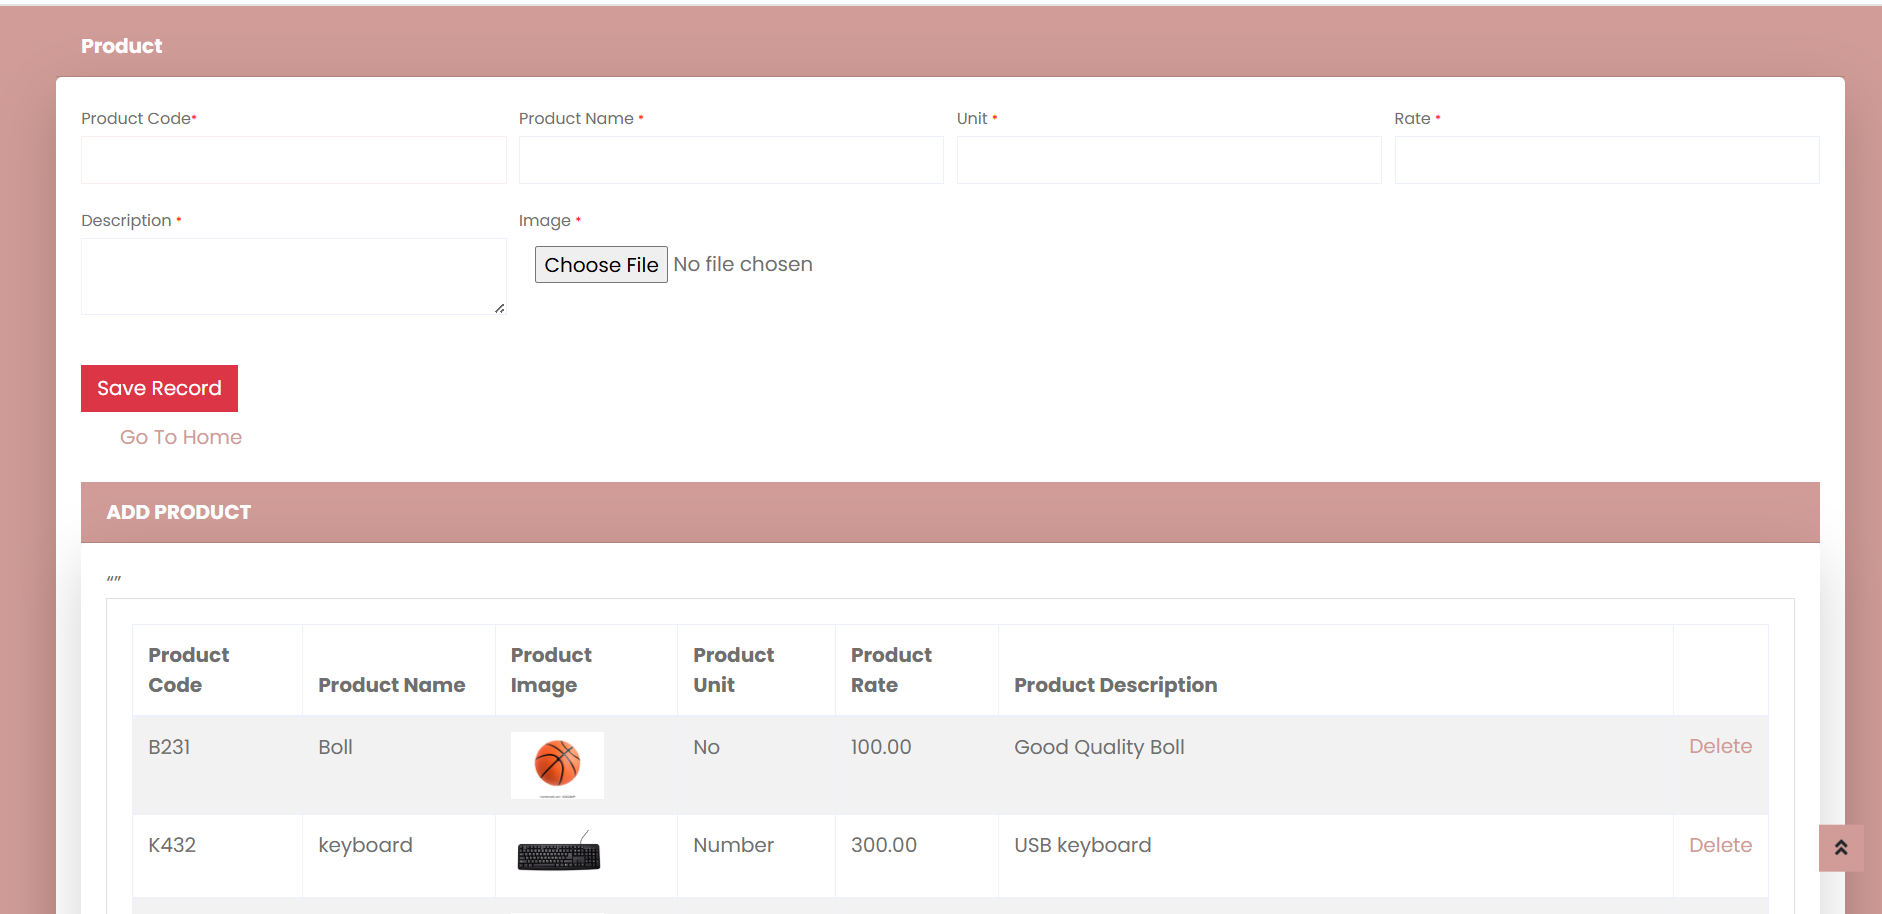 Product
Product Code* Product Name * Unit * Rate *
Description * Image *
Choose File No file chosen
Save Record
Go To Home
ADD PRODUCT
“”
Product Code Product Name Product Image Product Unit Product Rate Product Description
B231 Boll No 100.00 Good Quality Boll Delete
K432 keyboard Number 300.00 USB keyboard Delete